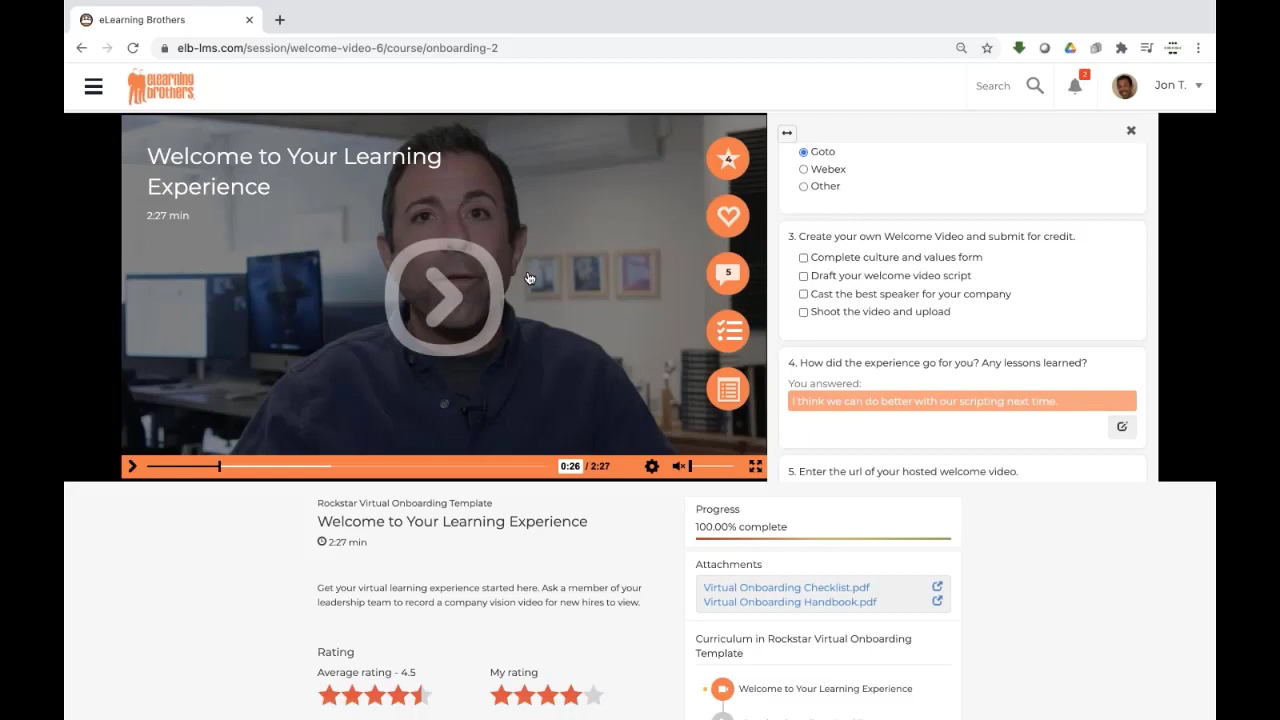 eLearning Brothers
elb-lms.com/session/welcome-video-6/course/onboarding-2
elearning
brothers
Search
2
Jon T.
Welcome to Your Learning
Experience
2:27 min
4
5
0:26 / 2:27
Goto
Webex
Other
3. Create your own Welcome Video and submit for credit.
Complete culture and values form
Draft your welcome video script
Cast the best speaker for your company
Shoot the video and upload
4. How did the experience go for you? Any lessons learned?
You answered:
I think we can do better with our scripting next time.
5. Enter the url of your hosted welcome video.
Rockstar Virtual Onboarding Template
Welcome to Your Learning Experience
2:27 min
Get your virtual learning experience started here. Ask a member of your
leadership team to record a company vision video for new hires to view.
Rating
Average rating - 4.5
My rating
Progress
100.00% complete
Attachments
Virtual Onboarding Checklist.pdf
Virtual Onboarding Handbook.pdf
Curriculum in Rockstar Virtual Onboarding
Template
Welcome to Your Learning Experience